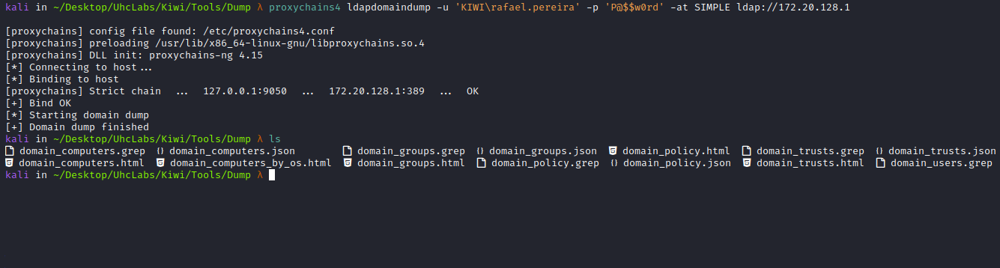 kali in ~/Desktop/UhcLabs/Kiwi/Tools/Dump λ proxychains4 ldapdomaindump -u 'KIWI\rafael.pereira' -p 'P@$$w0rd' -at SIMPLE ldap://172.20.128.1
[proxychains] config file found: /etc/proxychains4.conf
[proxychains] preloading /usr/lib/x86_64-linux-gnu/libproxychains.so.4
[proxychains] DLL init: proxychains-ng 4.15
[*] Connecting to host...
[*] Binding to host
[proxychains] Strict chain ... 127.0.0.1:9050 ... 172.20.128.1:389 ... OK
[+] Bind OK
[*] Starting domain dump
[+] Domain dump finished
kali in ~/Desktop/UhcLabs/Kiwi/Tools/Dump λ ls
domain_computers.grep {} domain_computers.json domain_groups.grep {} domain_groups.json domain_policy.html domain_trusts.grep {} domain_trusts.json
domain_computers.html domain_computers_by_os.html domain_groups.html domain_policy.grep {} domain_policy.json domain_trusts.html domain_users.grep
kali in ~/Desktop/UhcLabs/Kiwi/Tools/Dump λ